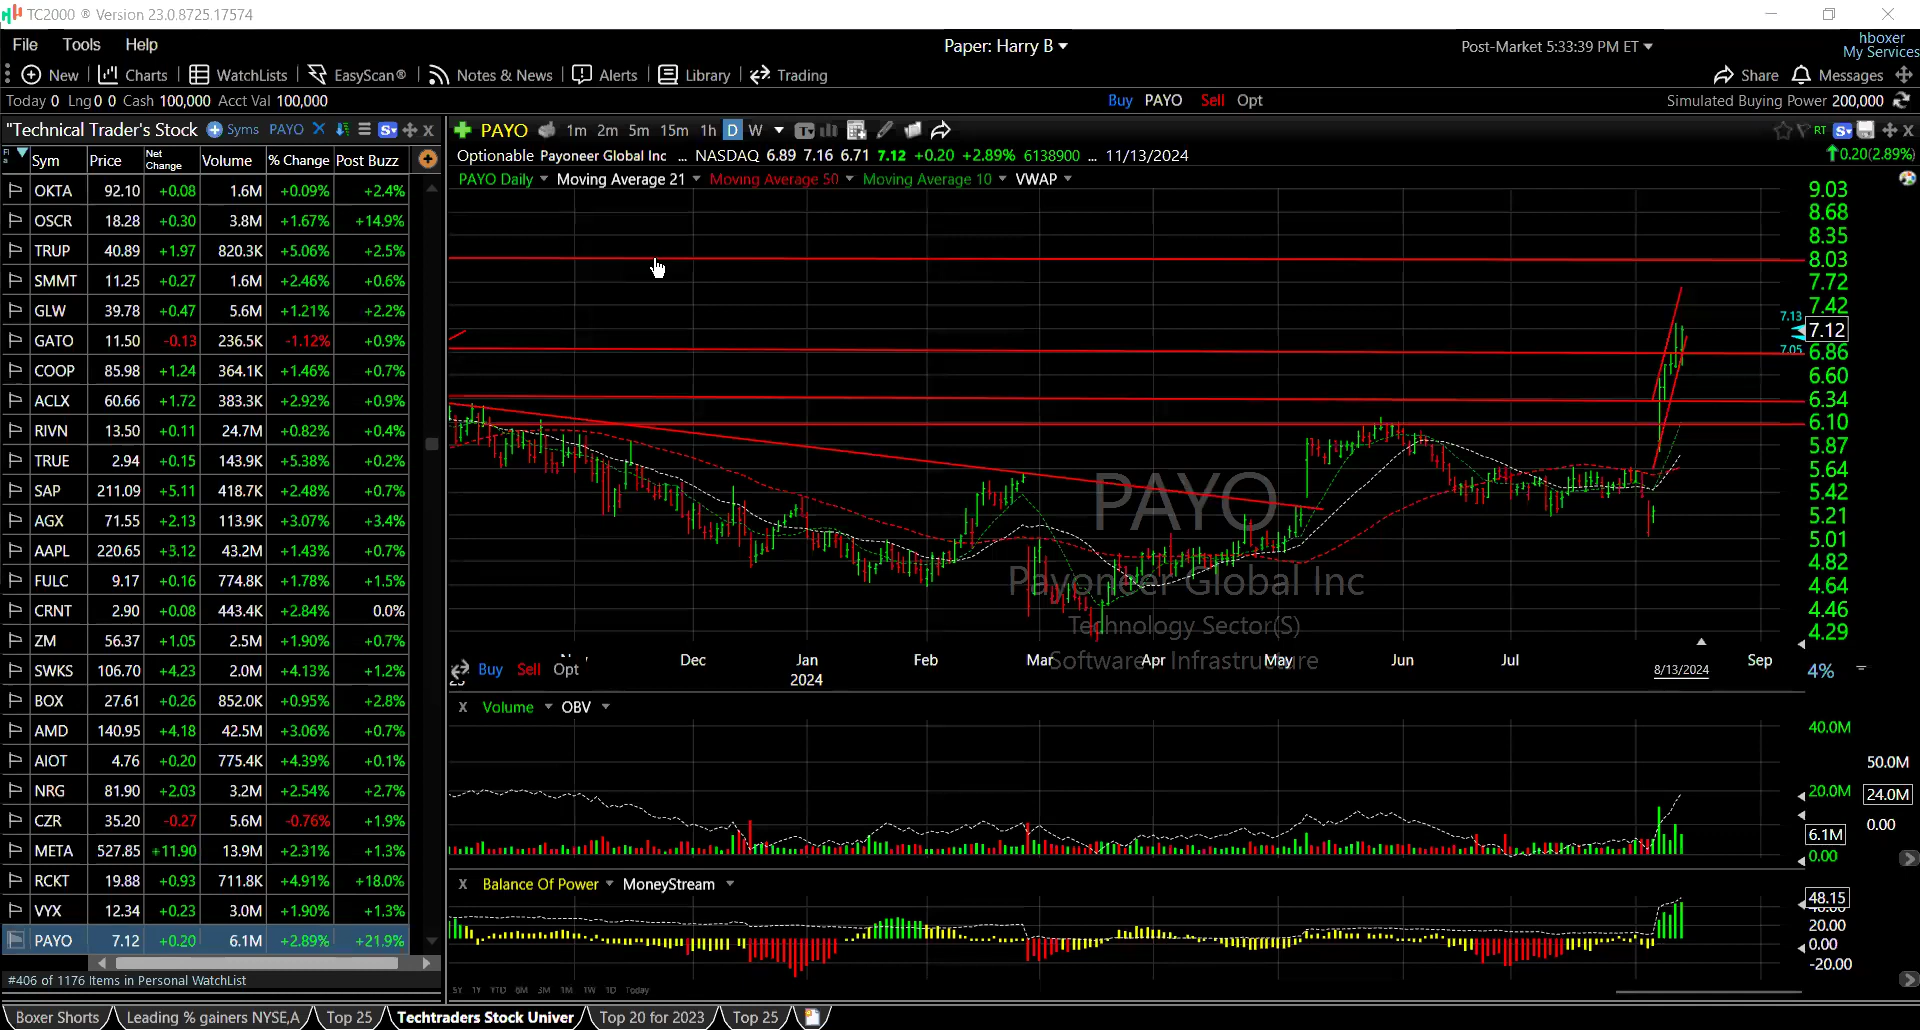 TC2000 ® Version 23.0.8725.17574
File Tools Help
Paper: Harry B
Post-Market 5:33:39 PM ET
hboxer
My Services
New Charts WatchLists EasyScan® Notes & News Alerts Library Trading
Share Messages
Today 0 Lng 0 0 Cash 100,000 Acct Val 100,000
Buy PAYO Sell Opt
Simulated Buying Power 200,000
"Technical Trader's Stock Syms PAYO
Sym Price Net Change Volume % Change Post Buzz
OKTA 92.10 +0.08 1.6M +0.09% +2.4%
OSCR 18.28 +0.30 3.8M +1.67% +14.9%
TRUP 40.89 +1.97 820.3K +5.06% +2.5%
SMMT 11.25 +0.27 1.6M +2.46% +0.6%
GLW 39.78 +0.47 5.6M +1.21% +2.2%
GATO 11.50 -0.13 236.5K -1.12% +0.9%
COOP 85.98 +1.24 364.1K +1.46% +0.7%
ACLX 60.66 +1.72 383.3K +2.92% +0.9%
RIVN 13.50 +0.11 24.7M +0.82% +0.4%
TRUE 2.94 +0.15 143.9K +5.38% +0.2%
SAP 211.09 +5.11 418.7K +2.48% +0.7%
AGX 71.55 +2.13 113.9K +3.07% +3.4%
AAPL 220.65 +3.12 43.2M +1.43% +0.7%
FULC 9.17 +0.16 774.8K +1.78% +1.5%
CRNT 2.90 +0.08 443.4K +2.84% 0.0%
ZM 56.37 +1.05 2.5M +1.90% +0.7%
SWKS 106.70 +4.23 2.0M +4.13% +1.2%
BOX 27.61 +0.26 852.0K +0.95% +2.8%
AMD 140.95 +4.18 42.5M +3.06% +0.7%
AIOT 4.76 +0.20 775.4K +4.39% +0.1%
NRG 81.90 +2.03 3.2M +2.54% +2.7%
CZR 35.20 -0.27 5.6M -0.76% +1.9%
META 527.85 +11.90 13.9M +2.31% +1.3%
RCKT 19.88 +0.93 711.8K +4.91% +18.0%
VYX 12.34 +0.23 3.0M +1.90% +1.3%
PAYO 7.12 +0.20 6.1M +2.89% +21.9%
#406 of 1176 Items in Personal WatchList
PAYO 1m 2m 5m 15m 1h D W
RT
Optionable Payoneer Global Inc ... NASDAQ 6.89 7.16 6.71 7.12 +0.20 +2.89% 6138900 ... 11/13/2024
0.20(2.89%)
PAYO Daily Moving Average 21 Moving Average 50 Moving Average 10 VWAP
9.03
8.68
8.35
8.03
7.72
7.42
7.13
7.12
7.05
6.86
6.60
6.34
6.10
5.87
5.64
5.42
5.21
5.01
4.82
4.64
4.46
4.29
PAYO
Payoneer Global Inc
Technology Sector(S)
Software - Infrastructure
Dec Jan Feb Mar Apr May Jun Jul Sep
2024
8/13/2024
4%
Buy Sell Opt
X Volume OBV
40.0M
50.0M
20.0M
24.0M
0.00
6.1M
0.00
X Balance Of Power MoneyStream
48.15
20.00
0.00
-20.00
5Y 1Y YTD 6M 3M 1M 1W 1D Today
Boxer Shorts Leading % gainers NYSE,A Top 25 Techtraders Stock Univer Top 20 for 2023 Top 25